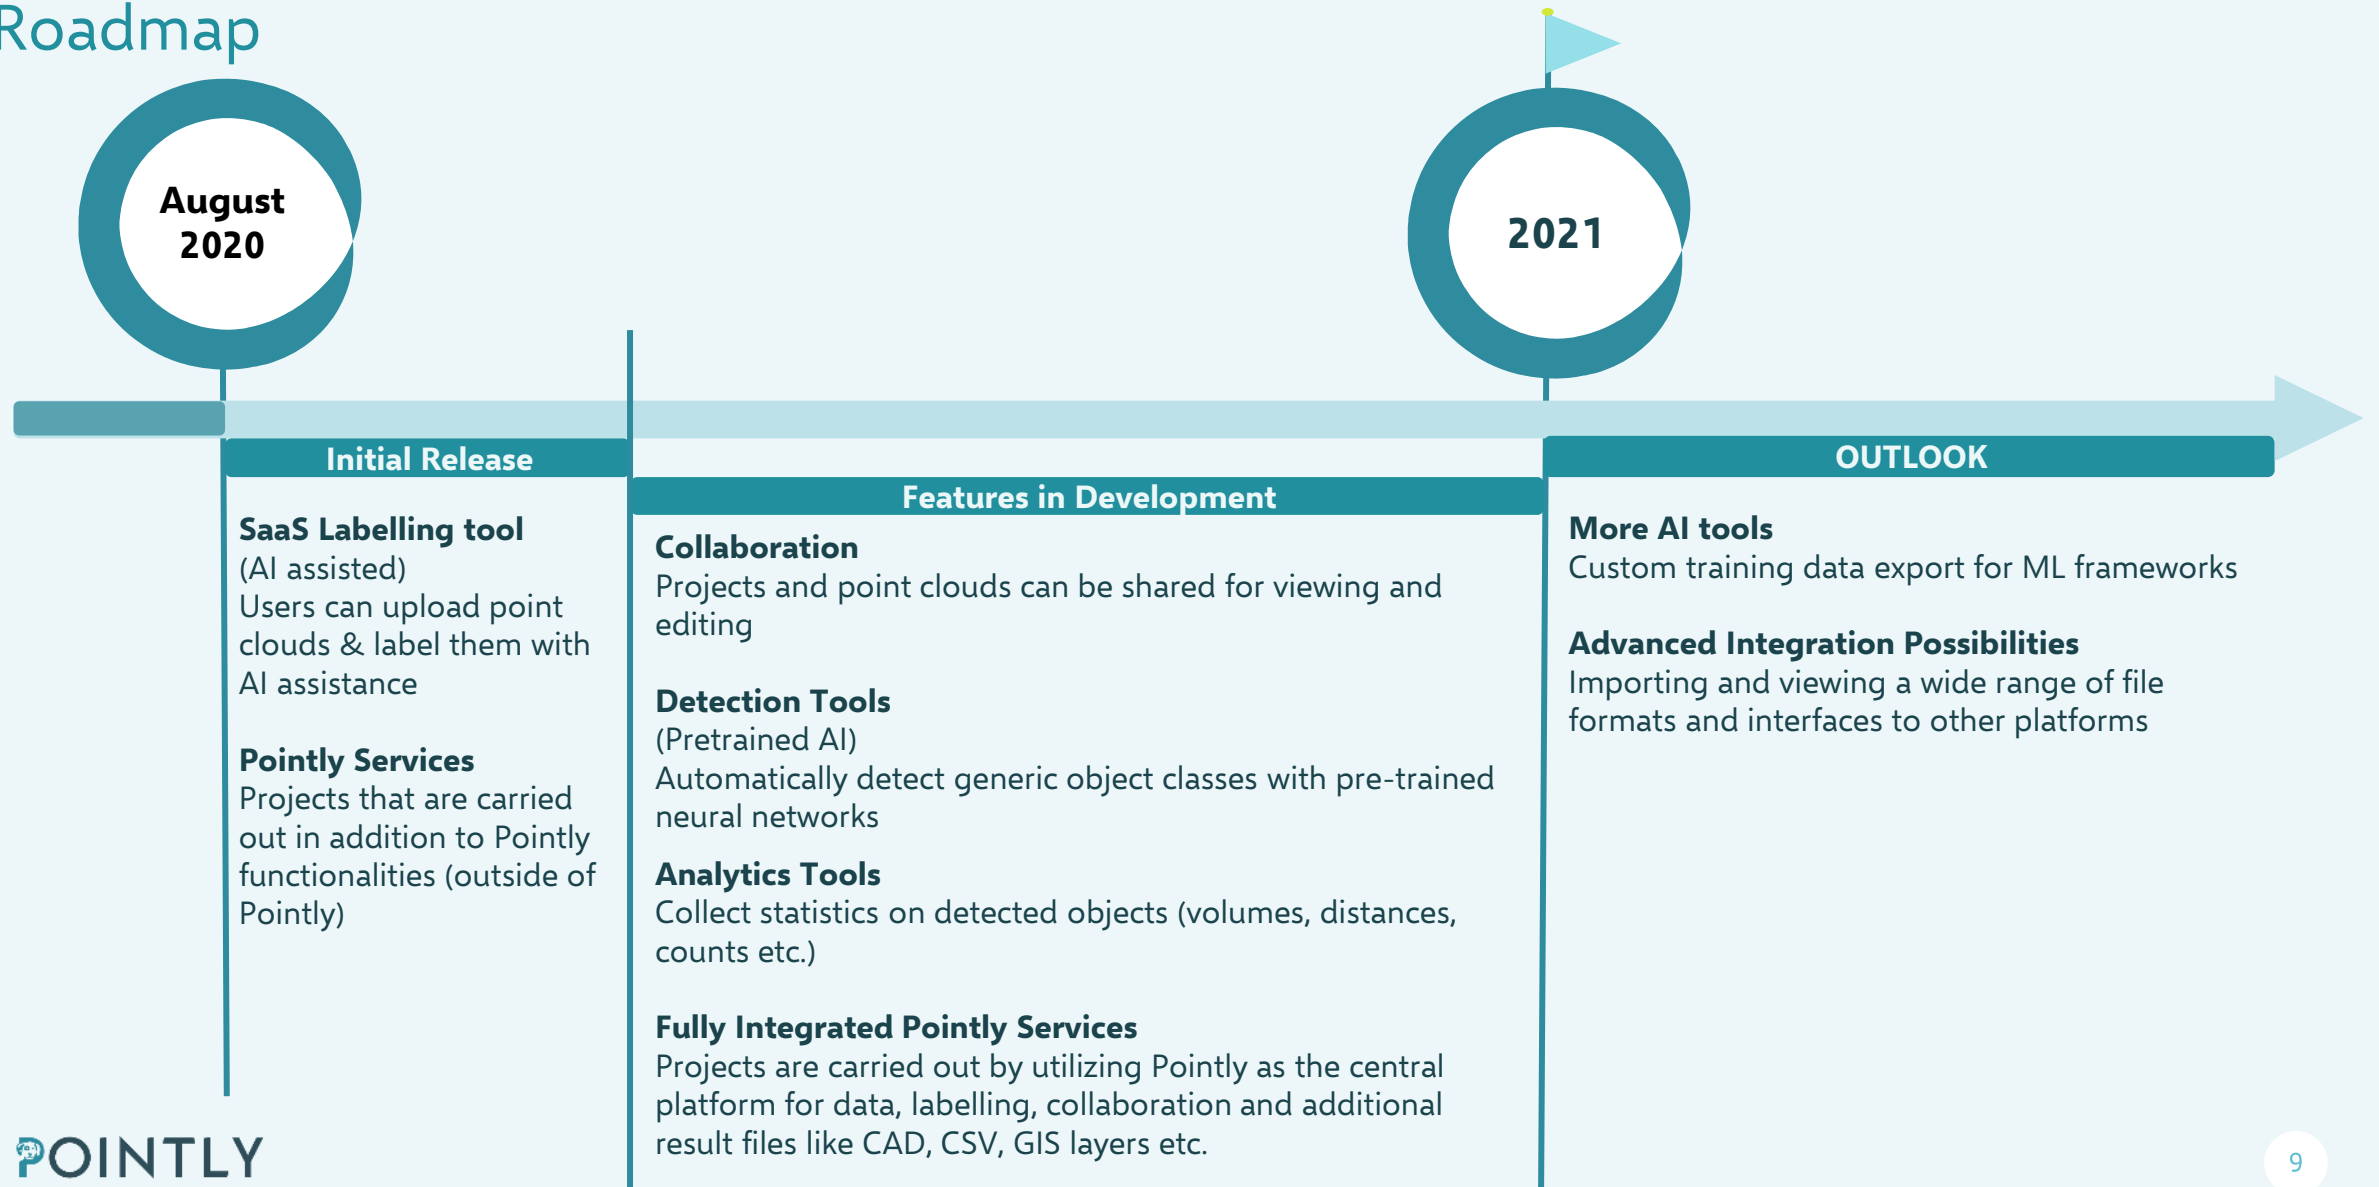 Roadmap
August
2020
2021
Initial Release
SaaS Labelling tool
(AI assisted)
Users can upload point
clouds & label them with
AI assistance
Pointly Services
Projects that are carried
out in addition to Pointly
functionalities (outside of
Pointly)
Features in Development
Collaboration
Projects and point clouds can be shared for viewing and
editing
Detection Tools
(Pretrained AI)
Automatically detect generic object classes with pre-trained
neural networks
Analytics Tools
Collect statistics on detected objects (volumes, distances,
counts etc.)
Fully Integrated Pointly Services
Projects are carried out by utilizing Pointly as the central
platform for data, labelling, collaboration and additional
result files like CAD, CSV, GIS layers etc.
OUTLOOK
More AI tools
Custom training data export for ML frameworks
Advanced Integration Possibilities
Importing and viewing a wide range of file
formats and interfaces to other platforms
POINTLY
9